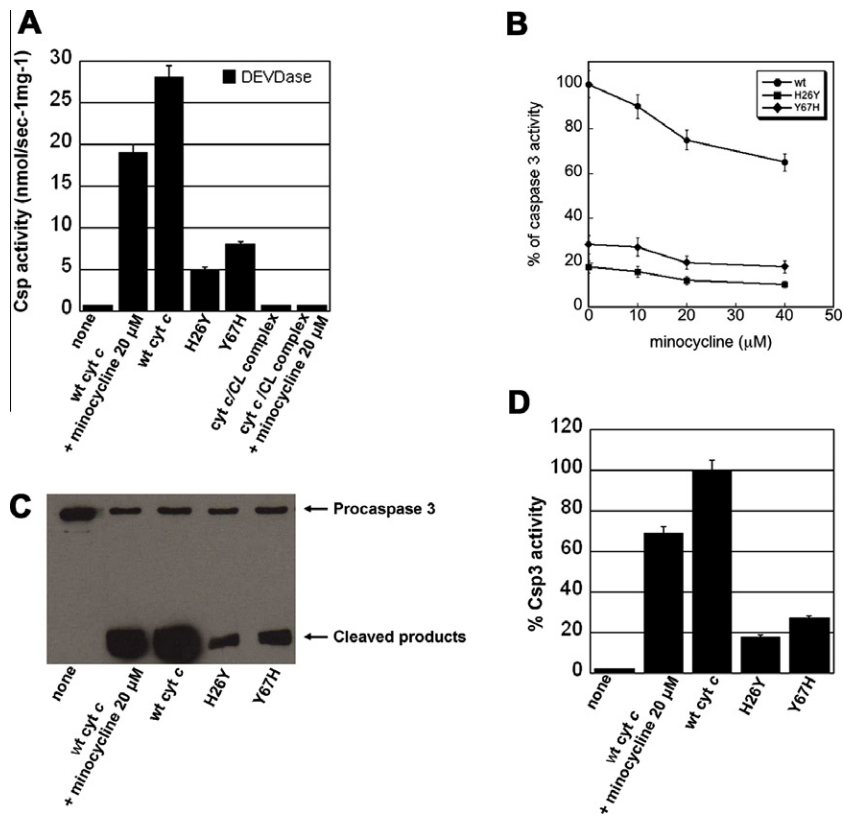 A
Csp activity (nmol/sec-1mg-1)
30
25
20
15
10
5
0
DEVDase
none
wt cyt c
+ minocycline 20 µM
wt cyt c
H26Y
Y67H
cyt c/CL complex
cyt c /CL complex
+ minocycline 20 µM
B
% of caspase 3 activity
100
80
60
40
20
0
wt
H26Y
Y67H
0
10
20
30
40
50
minocycline (µM)
C
Procaspase 3
Cleaved products
none
wt cyt c
+ minocycline 20 µM
wt cyt c
H26Y
Y67H
D
% Csp3 activity
120
100
80
60
40
20
0
none
wt cyt c
+ minocycline 20 µM
wt cyt c
H26Y
Y67H